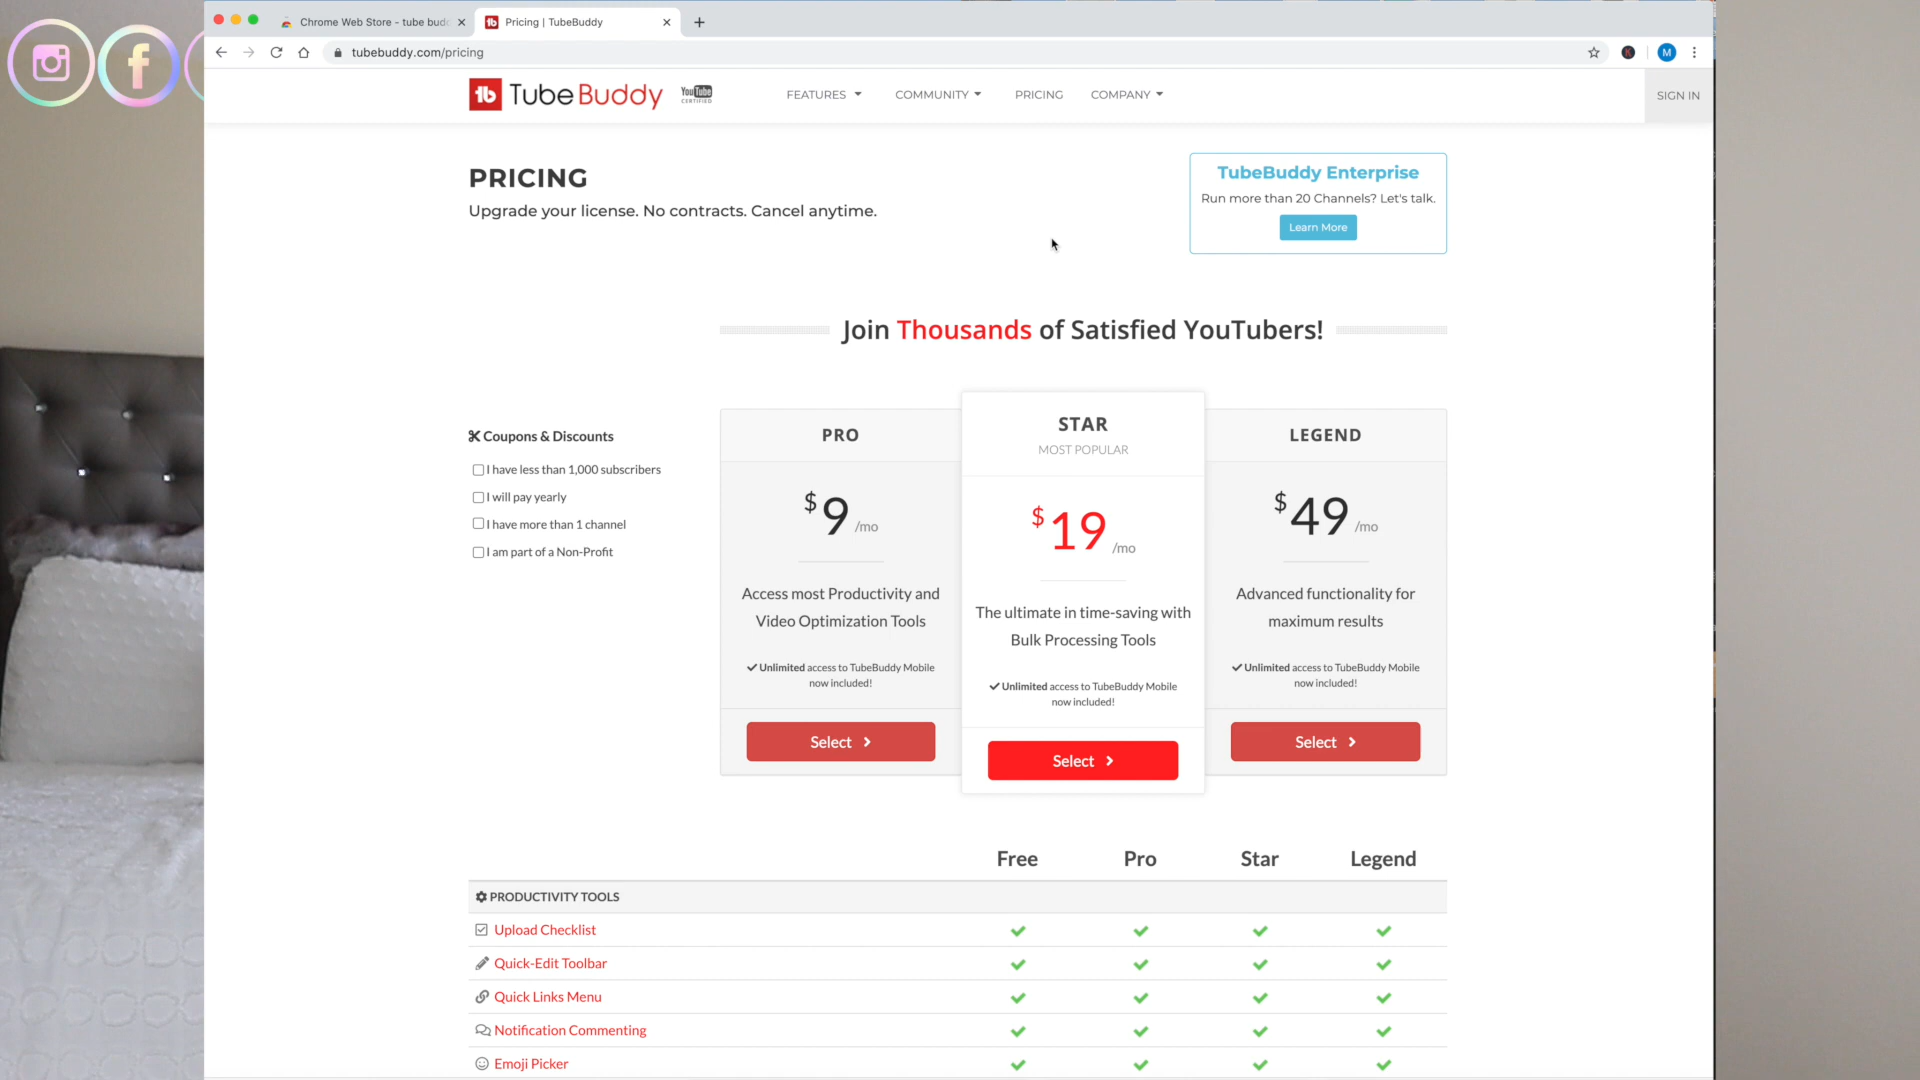 Chrome Web Store - tube budd
Pricing | TubeBuddy
tubebuddy.com/pricing
M
TubeBuddy
YouTube
CERTIFIED
FEATURES
COMMUNITY
PRICING
COMPANY
SIGN IN
PRICING
Upgrade your license. No contracts. Cancel anytime.
TubeBuddy Enterprise
Run more than 20 Channels? Let's talk.
Learn More
Join Thousands of Satisfied YouTubers!
Coupons & Discounts
I have less than 1,000 subscribers
I will pay yearly
I have more than 1 channel
I am part of a Non-Profit
PRO
$9 /mo
Access most Productivity and
Video Optimization Tools
Unlimited access to TubeBuddy Mobile
now included!
Select
STAR
MOST POPULAR
$19 /mo
The ultimate in time-saving with
Bulk Processing Tools
Unlimited access to TubeBuddy Mobile
now included!
Select
LEGEND
$49 /mo
Advanced functionality for
maximum results
Unlimited access to TubeBuddy Mobile
now included!
Select
Free Pro Star Legend
PRODUCTIVITY TOOLS
Upload Checklist
Quick-Edit Toolbar
Quick Links Menu
Notification Commenting
Emoji Picker